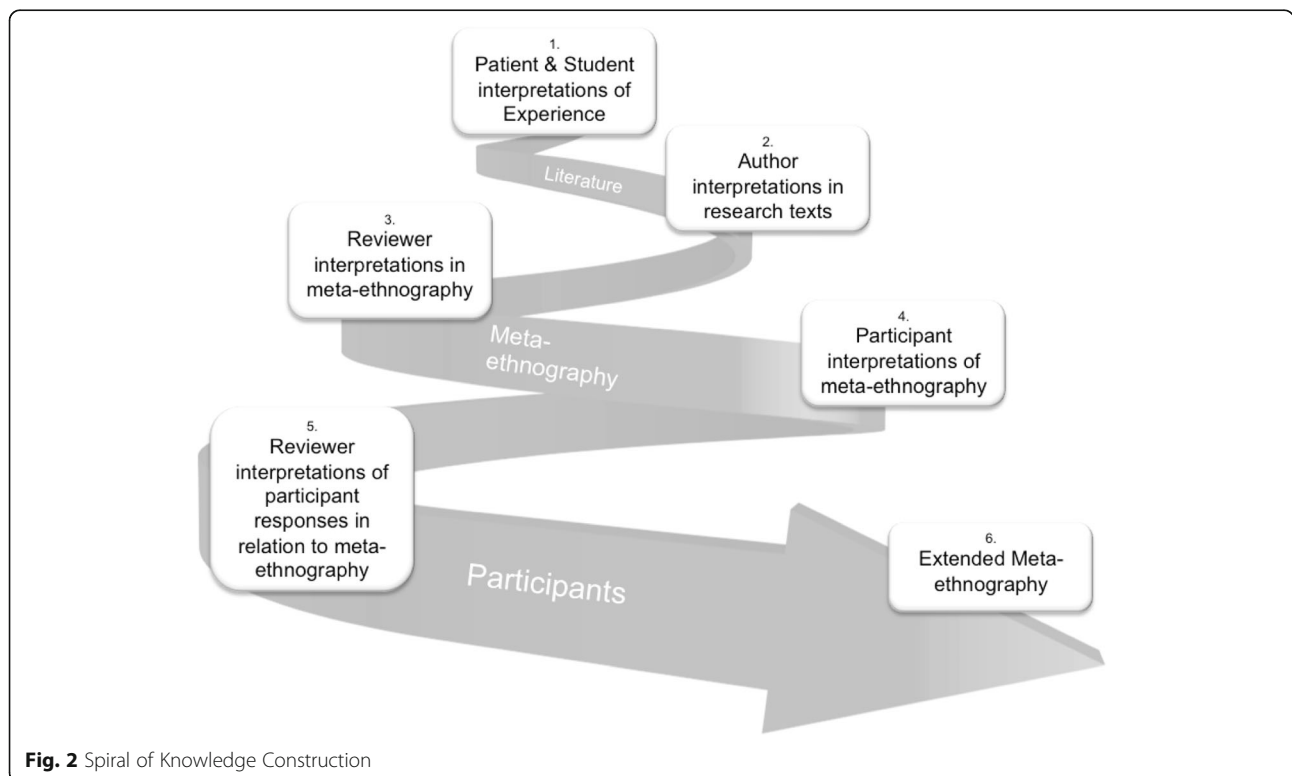 1.
Patient & Student
interpretations of
Experience
Literature
2.
Author
interpretations in
research texts
3.
Reviewer
interpretations in
meta-ethnography
Meta-
ethnography
4.
Participant
interpretations of
meta-ethnography
5.
Reviewer
interpretations of
participant
responses in
relation to meta-
ethnography
Participants
6.
Extended Meta-
ethnography
Fig. 2 Spiral of Knowledge Construction